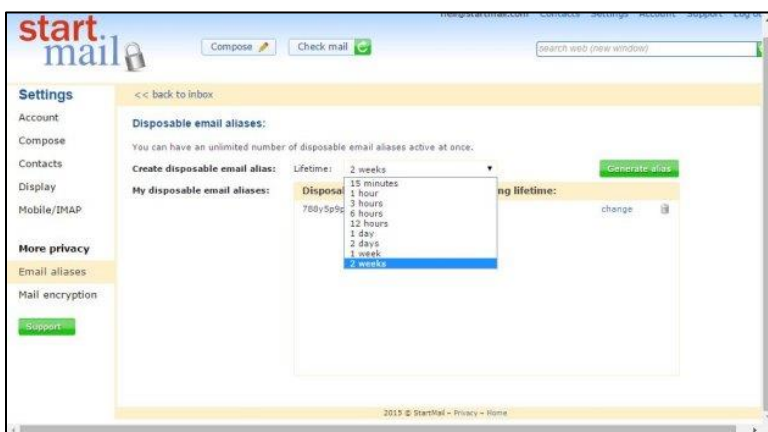 start
mail
Contacts Settings Account Support Log out
Compose
Check mail
search web (new window)
Settings
<< back to inbox
Account
Compose
Contacts
Display
Mobile/IMAP
More privacy
Email aliases
Mail encryption
Support
Disposable email aliases:
You can have an unlimited number of disposable email aliases active at once.
Create disposable email alias: Lifetime: 2 weeks Generate alias
15 minutes
1 hour
3 hours
6 hours
12 hours
1 day
2 days
1 week
2 weeks
My disposable email aliases: Disposal ng lifetime:
change
2015 © StartMail – Privacy – Home